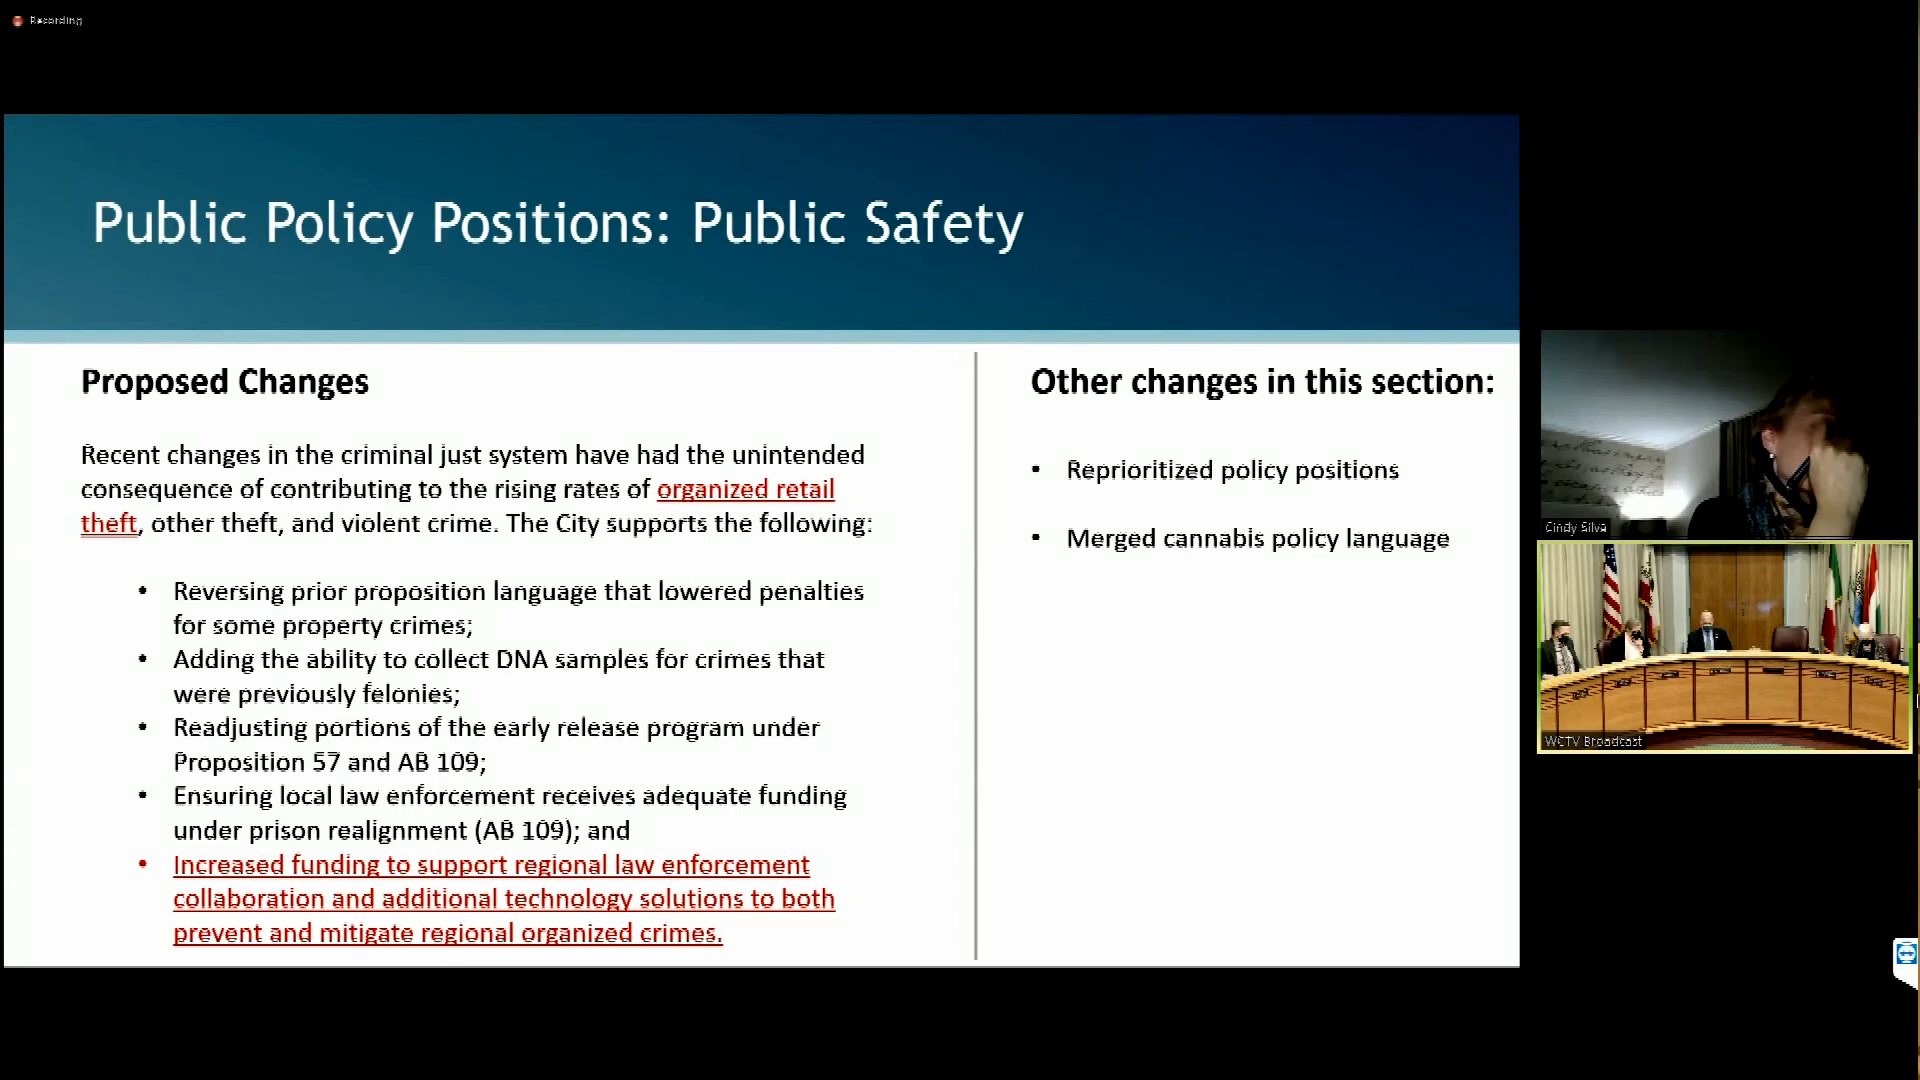 Recording
Public Policy Positions: Public Safety
Proposed Changes
Recent changes in the criminal just system have had the unintended
consequence of contributing to the rising rates of organized retail
theft, other theft, and violent crime. The City supports the following:
• Reversing prior proposition language that lowered penalties
for some property crimes;
• Adding the ability to collect DNA samples for crimes that
were previously felonies;
• Readjusting portions of the early release program under
Proposition 57 and AB 109;
• Ensuring local law enforcement receives adequate funding
under prison realignment (AB 109); and
• Increased funding to support regional law enforcement
collaboration and additional technology solutions to both
prevent and mitigate regional organized crimes.
Other changes in this section:
• Reprioritized policy positions
• Merged cannabis policy language
Cindy Silva
WCTV Broadcast